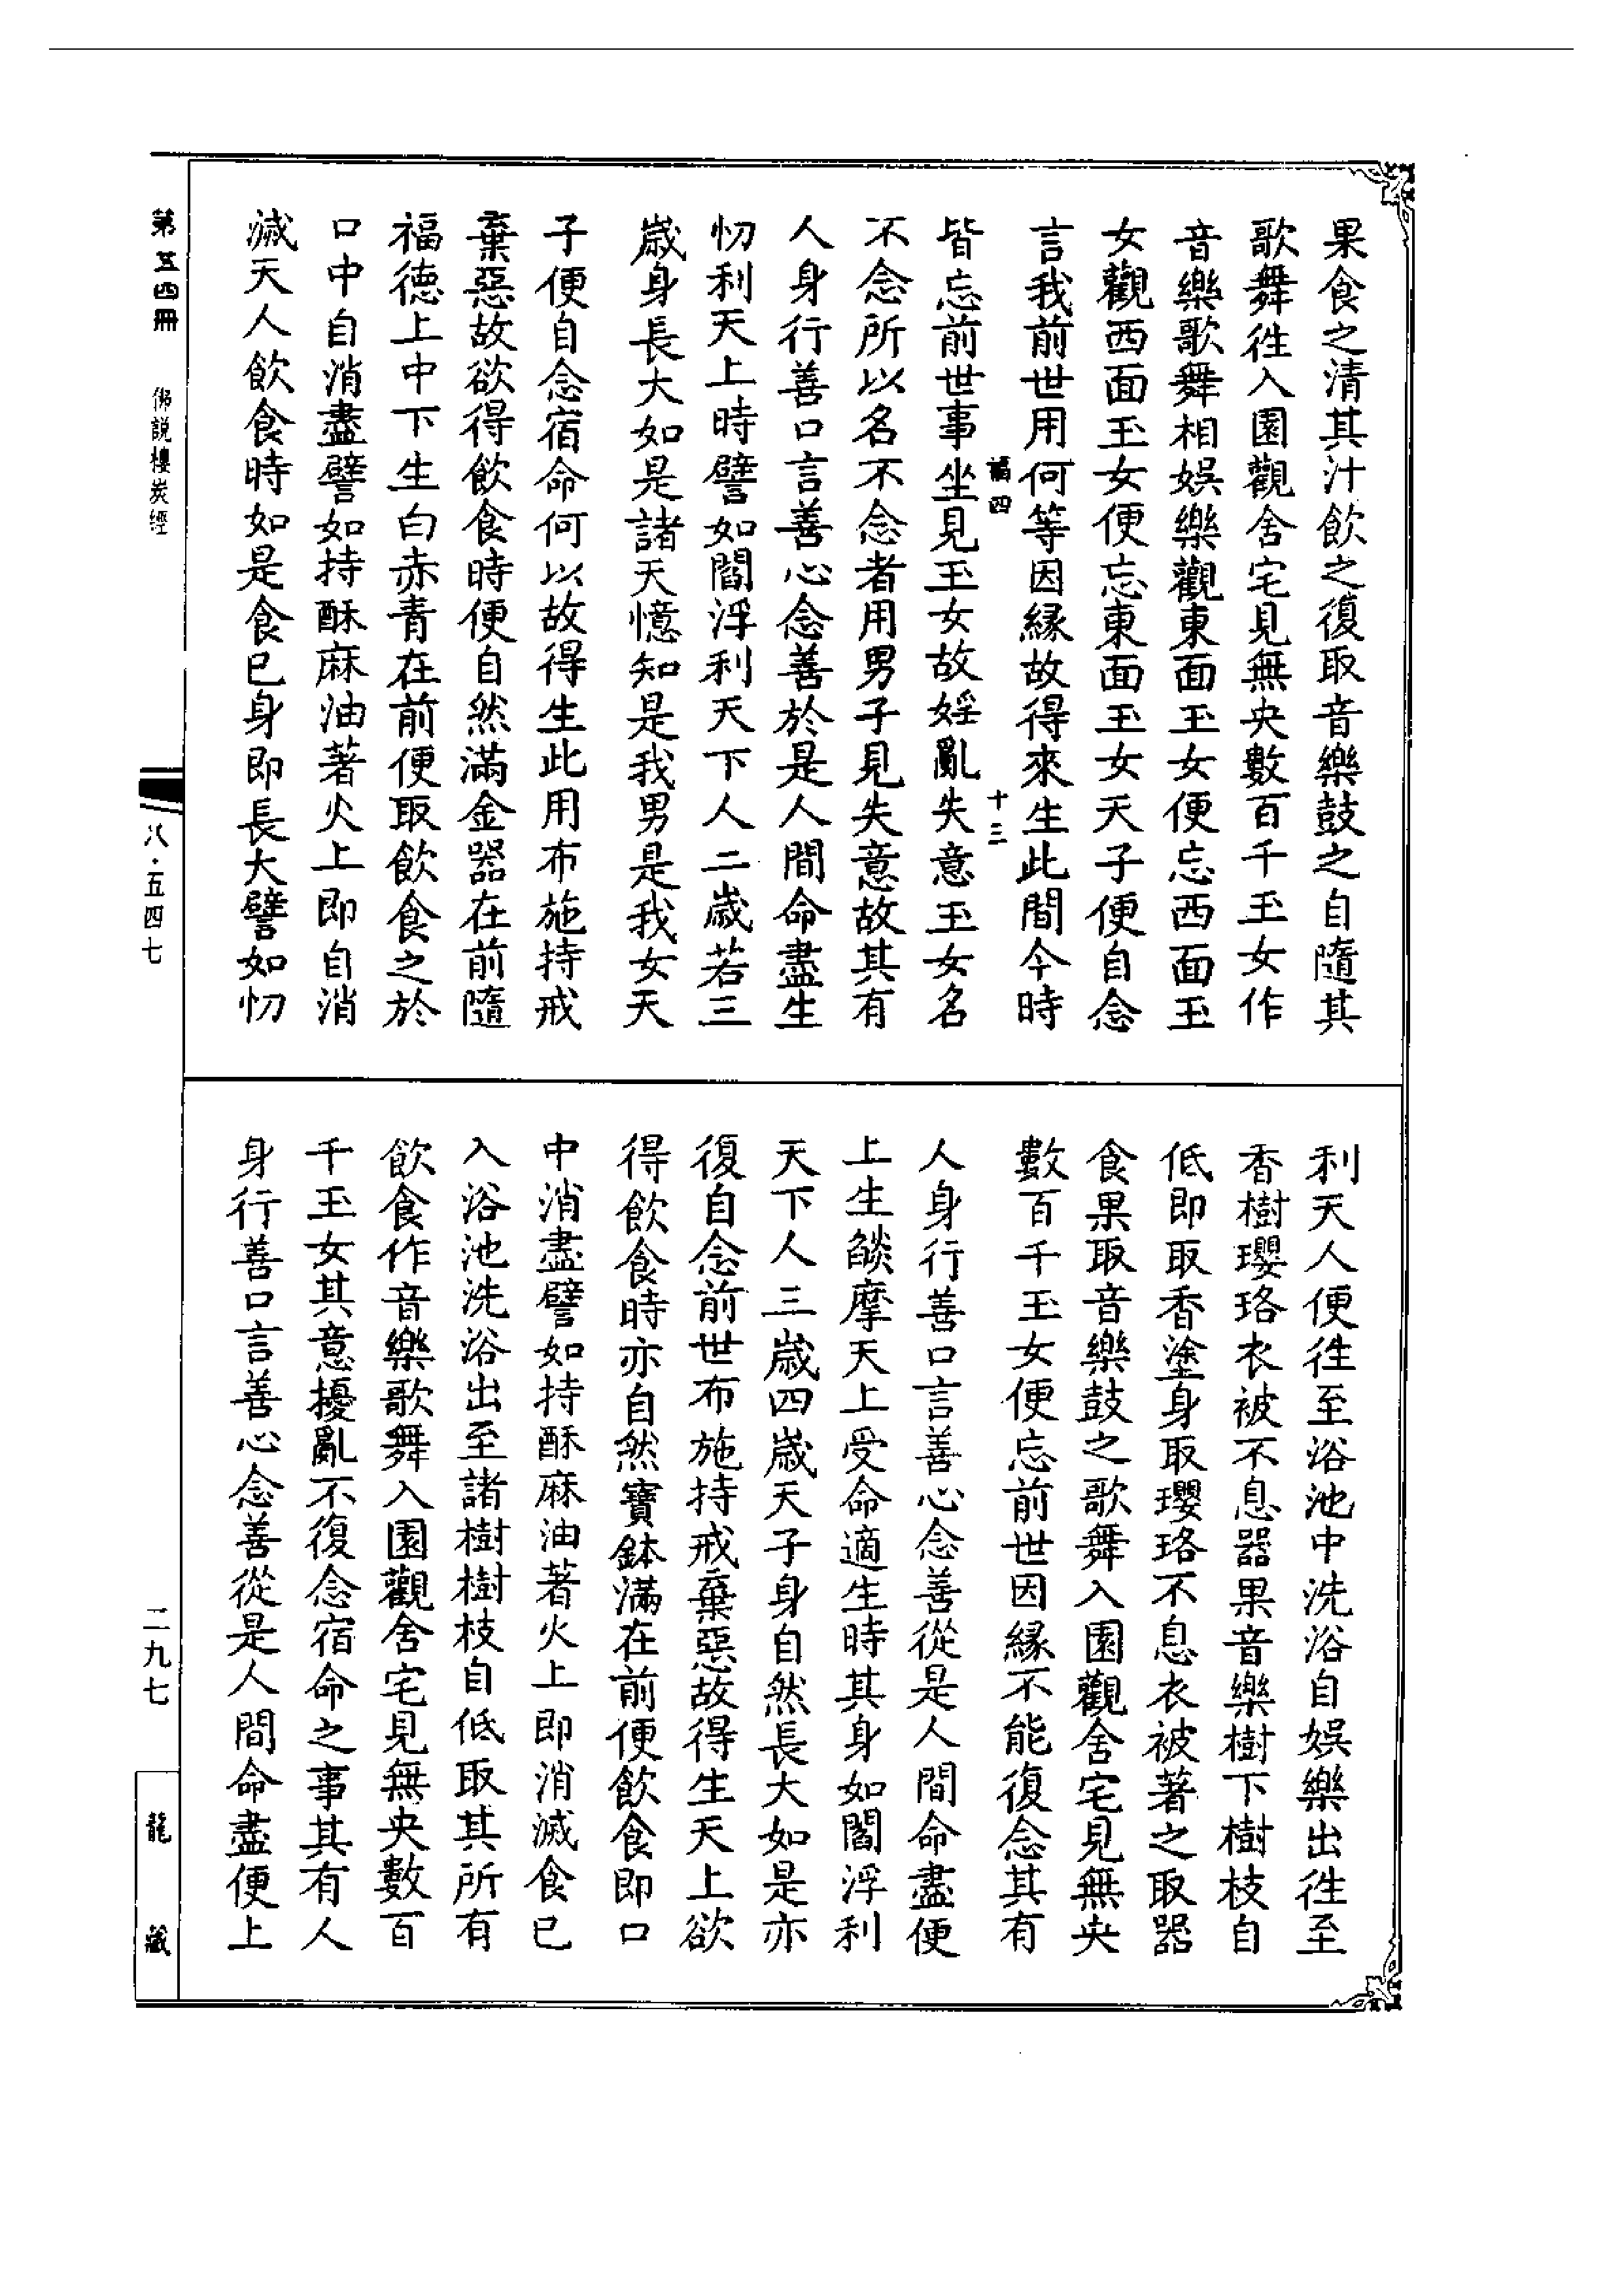 果食之清其汁飲之復取音樂鼓之自隨其
歌舞徃入園觀舍宅見無央數百千玉女作
音樂歌舞相娛樂觀東面玉女便忘西面玉
女觀西面玉女便忘東面玉女天子便自念
言我前世用何等因緣故得來生此間今時
福四 十三
皆忘前世事坐見玉女故婬亂失意玉女名
不念所以名不念者用男子見失意故其有
人身行善口言善心念善於是人間命盡生
忉利天上時譬如閻浮利天下人二歲若三
歲身長大如是諸天憶知是我男是我女天
子便自念宿命何以故得生此用布施持戒
棄惡故欲得飲食時便自然滿金器在前隨
福德上中下生白赤青在前便取飲食之於
口中自消盡譬如持酥麻油著火上即自消
滅天人飲食時如是食已身即長大譬如忉
利天人便徃至浴池中洗浴自娛樂出徃至
香樹瓔珞衣被不息器果音樂樹下樹枝自
低即取香塗身取瓔珞不息衣被著之取器
食果取音樂鼓之歌舞入園觀舍宅見無央
數百千玉女便忘前世因緣不能復念其有
人身行善口言善心念善從是人間命盡便
上生燄摩天上受命適生時其身如閻浮利
天下人三歲四歲天子身自然長大如是亦
復自念前世布施持戒棄惡故得生天上欲
得飲食時亦自然寶鉢滿在前便飲食即口
中消盡譬如持酥麻油著火上即消滅食已
入浴池洗浴出至諸樹樹枝自低取其所有
飲食作音樂歌舞入園觀舍宅見無央數百
千玉女其意擾亂不復念宿命之事其有人
身行善口言善心念善從是人間命盡便上
第五四冊 佛説樓炭經
八·五四七
二九七
龍藏